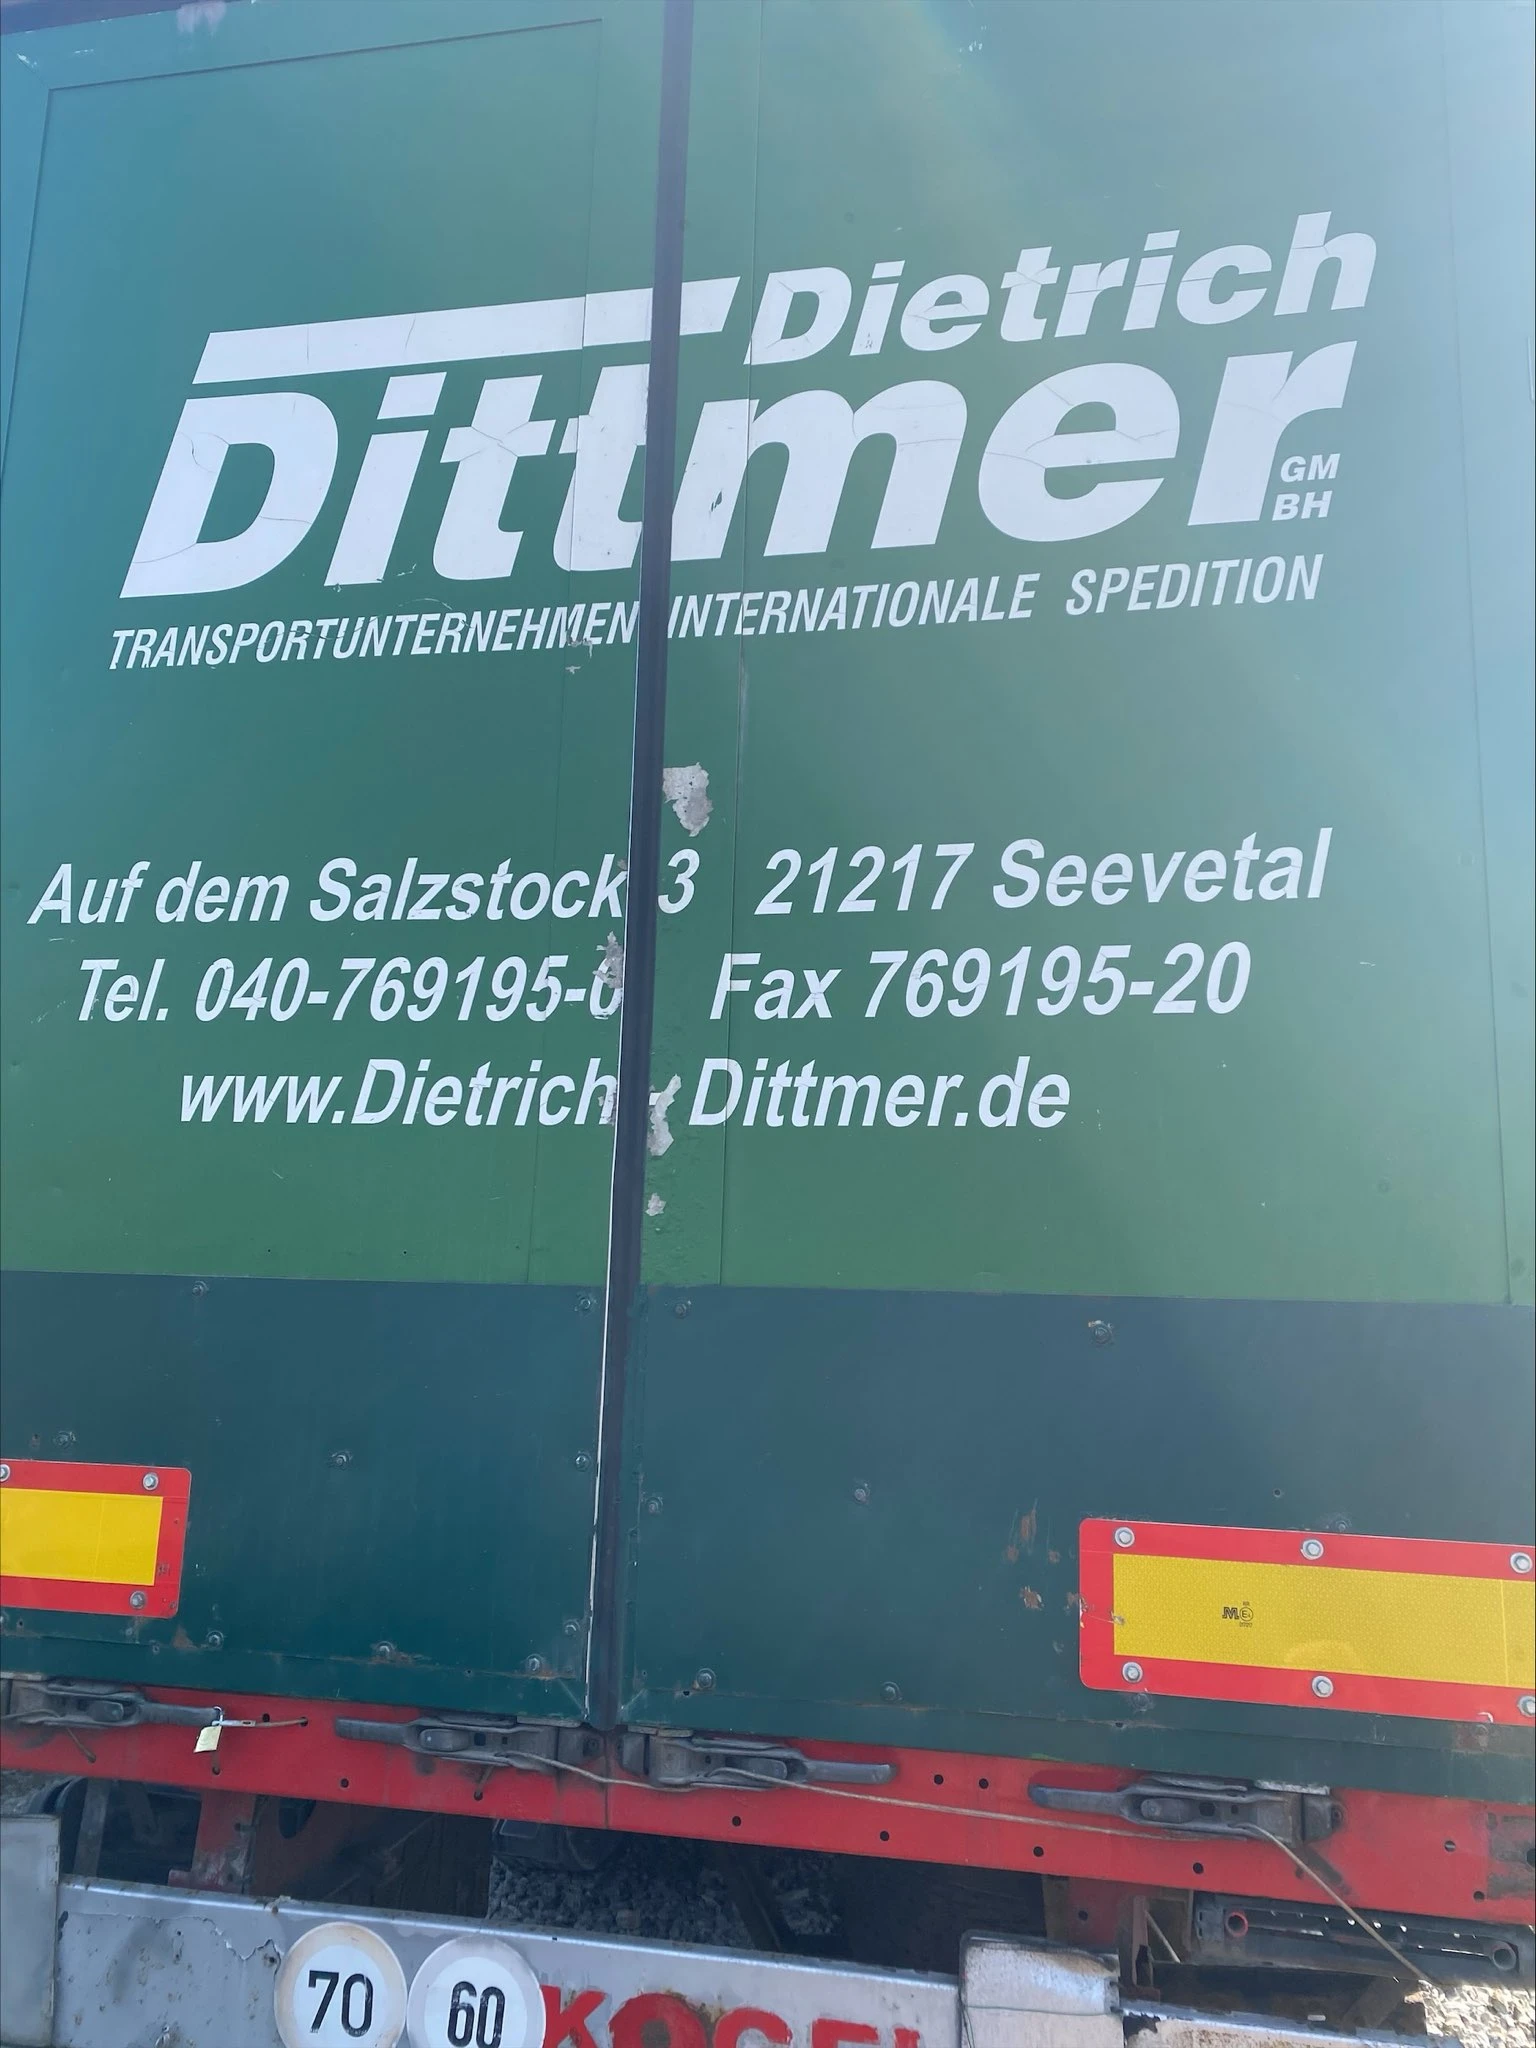 Dietrich
Dittmer
GM
BH
TRANSPORTUNTERNEHMEN INTERNATIONALE SPEDITION
Auf dem Salzstock 3 21217 Seevetal
Tel. 040-769195-0 Fax 769195-20
www.Dietrich-Dittmer.de
70 60 KÖGEL